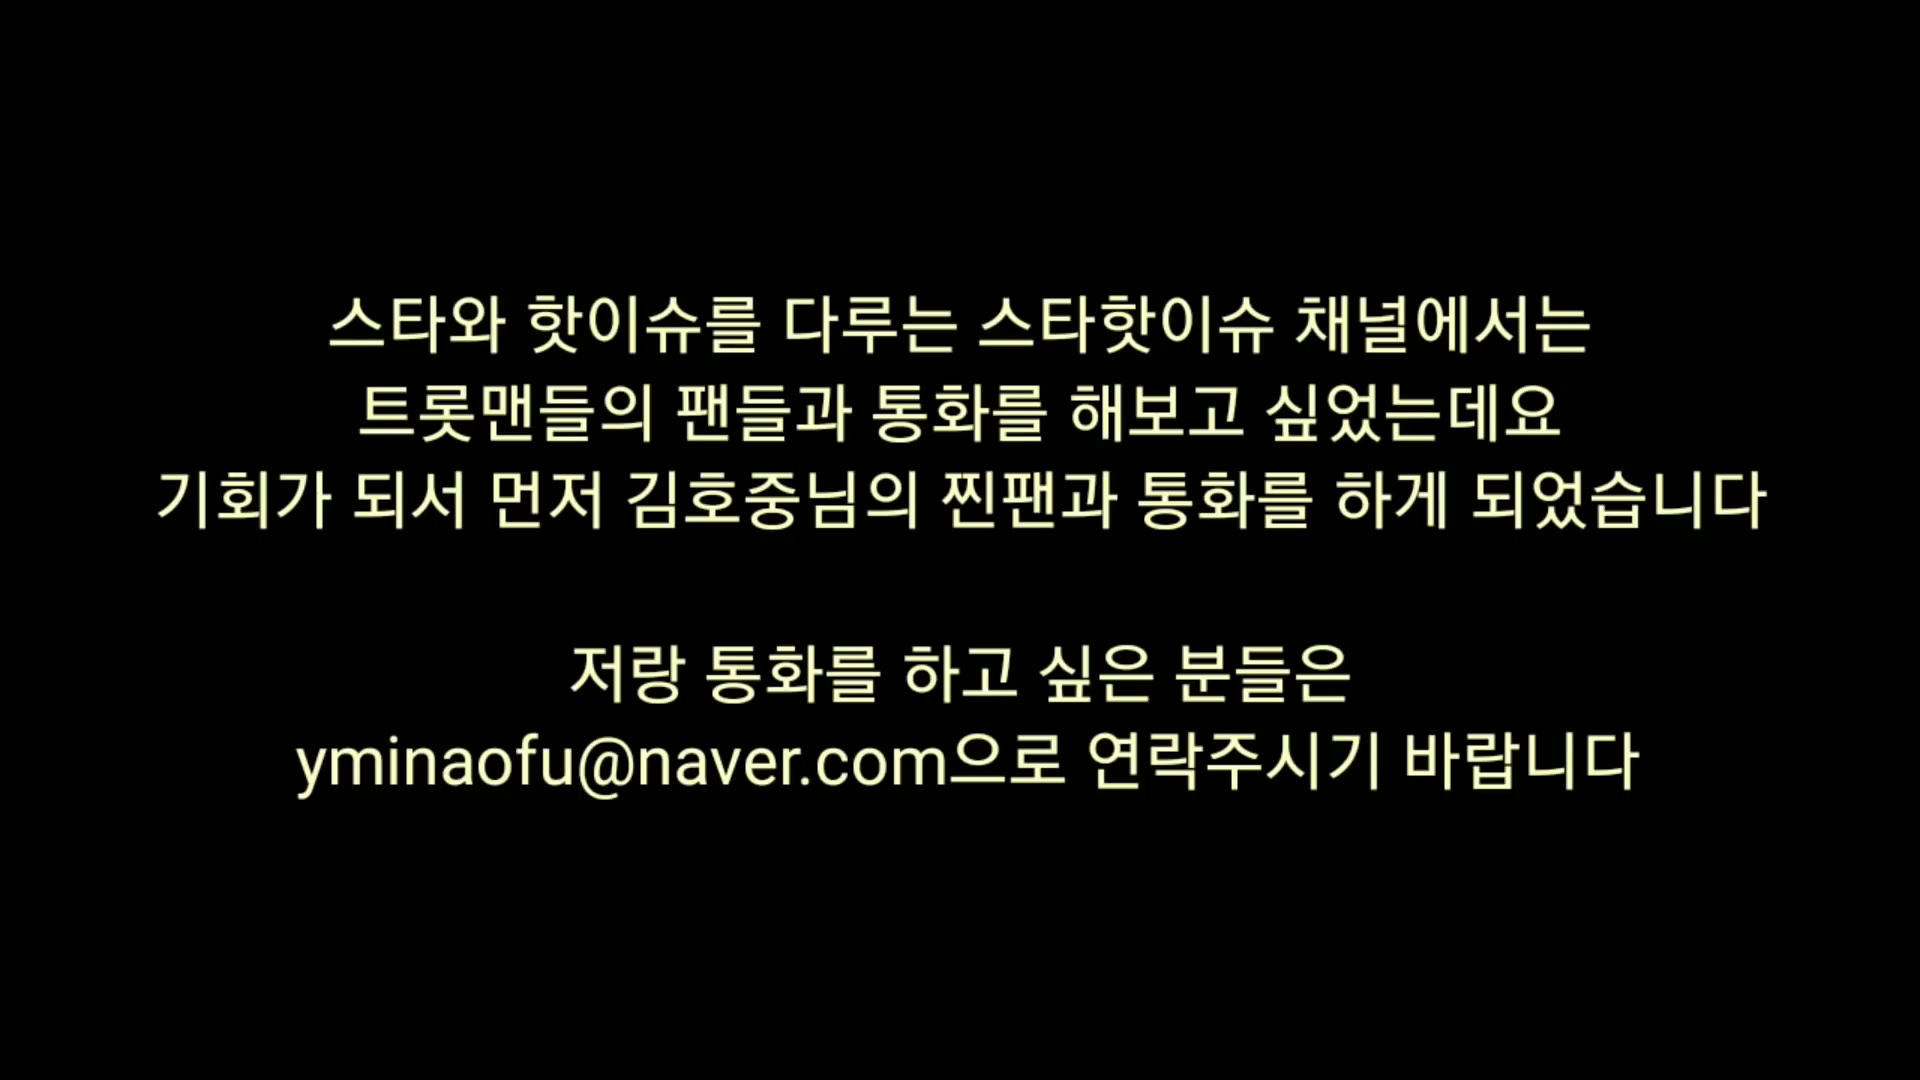 스타와 핫이슈를 다루는 스타핫이슈 채널에서는
트롯맨들의 팬들과 통화를 해보고 싶었는데요
기회가 되서 먼저 김호중님의 찐팬과 통화를 하게 되었습니다
저랑 통화를 하고 싶은 분들은
yminaofu@naver.com으로 연락주시기 바랍니다